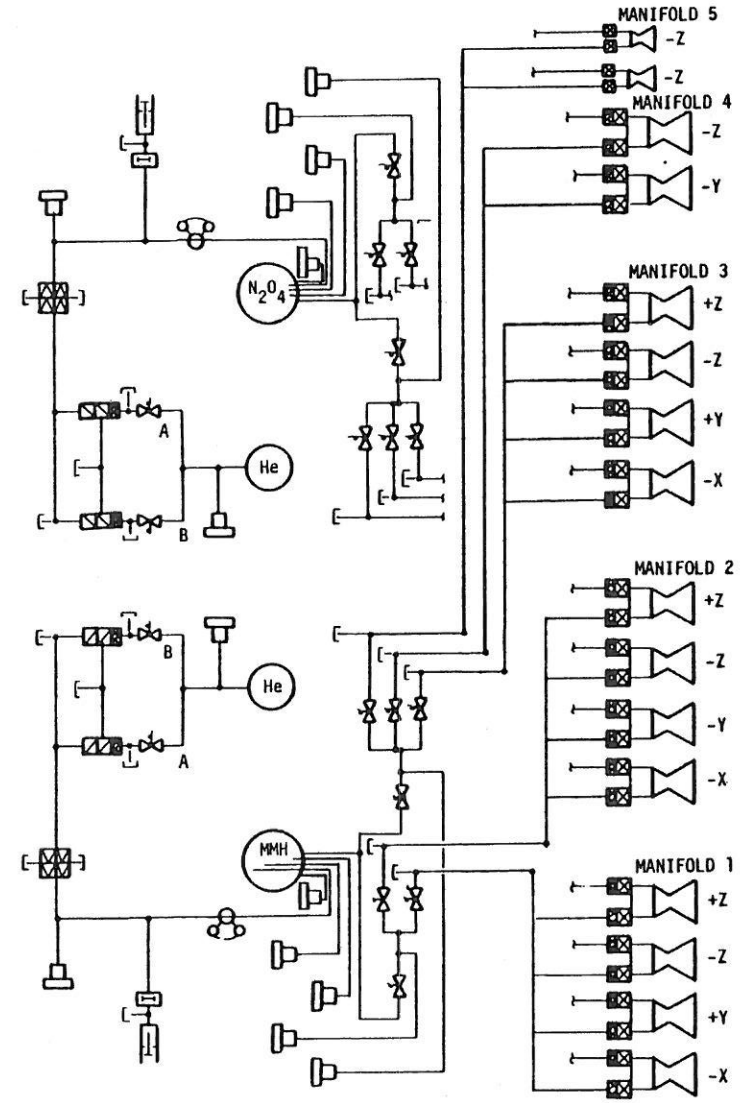 MANIFOLD 5
-Z
-Z
MANIFOLD 4
-Z
-Y
N2O4
MANIFOLD 3
+Z
-Z
+Y
-X
A
He
B
MANIFOLD 2
+Z
-Z
-Y
-X
B
He
A
MMH
MANIFOLD 1
+Z
-Z
+Y
-X